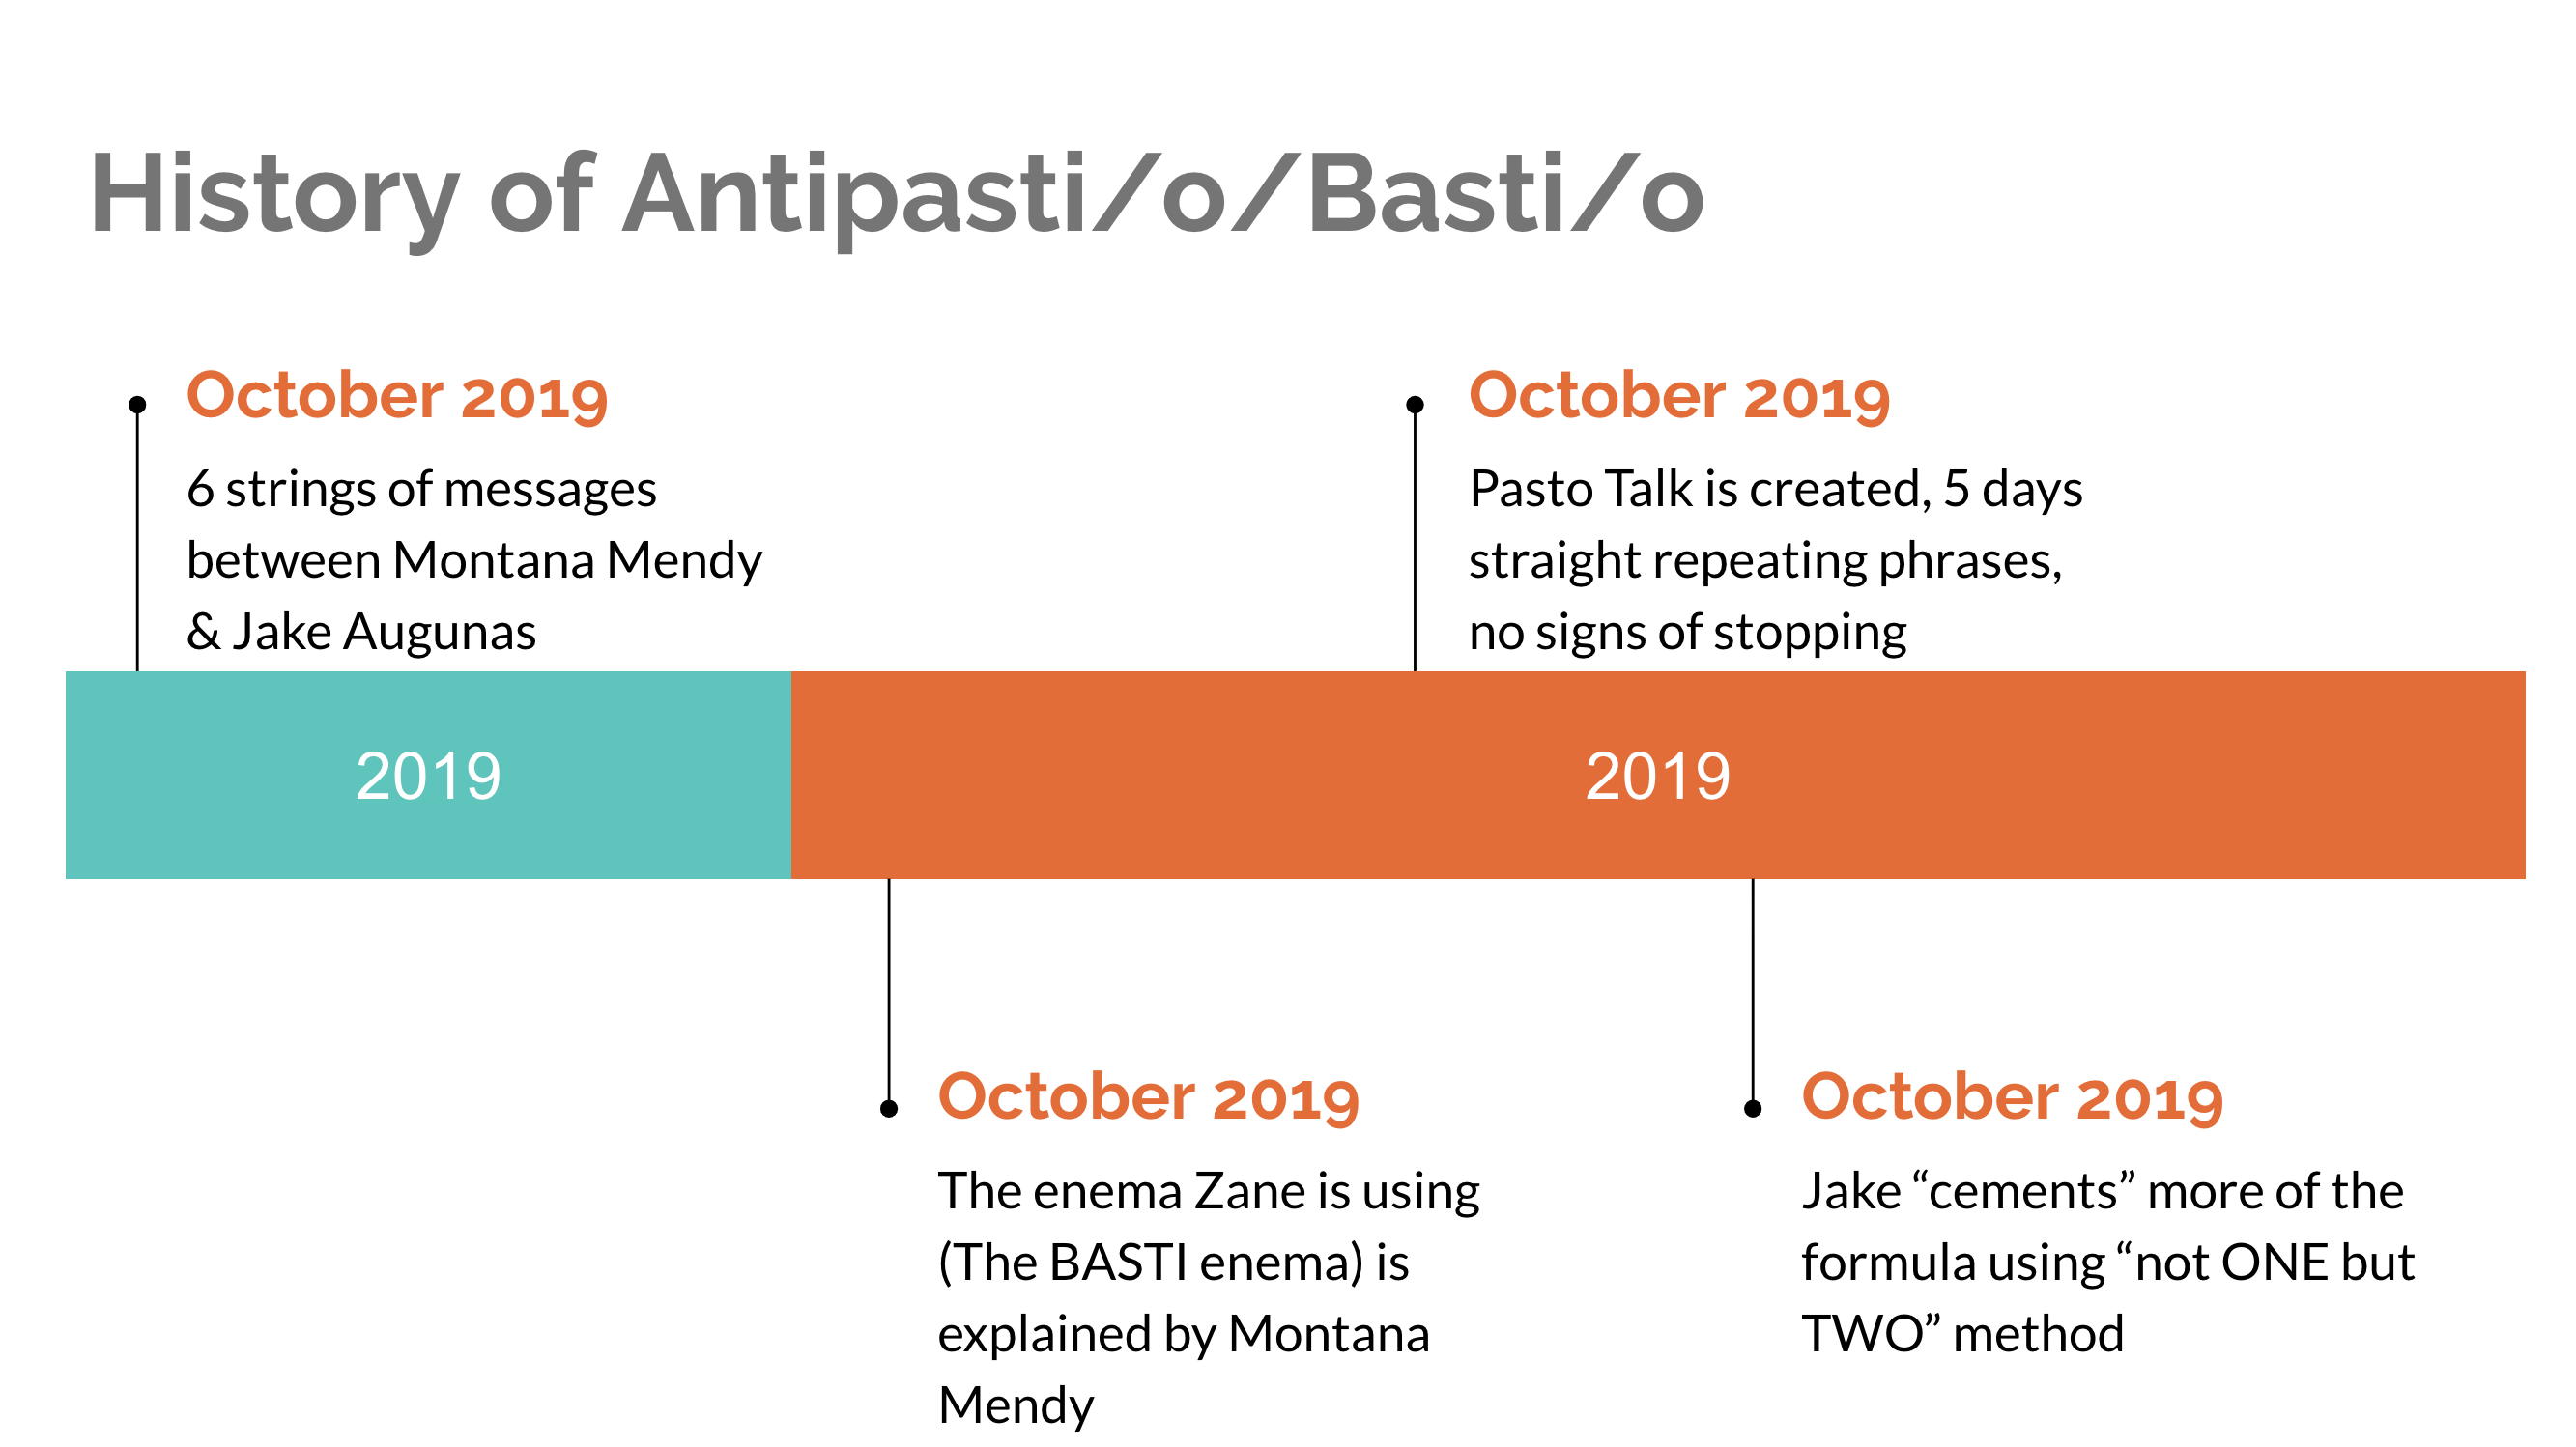 History of Antipasti/o/Basti/o
October 2019
6 strings of messages
between Montana Mendy
& Jake Augunas
October 2019
Pasto Talk is created, 5 days
straight repeating phrases,
no signs of stopping
2019
2019
October 2019
The enema Zane is using
(The BASTI enema) is
explained by Montana
Mendy
October 2019
Jake “cements” more of the
formula using “not ONE but
TWO” method